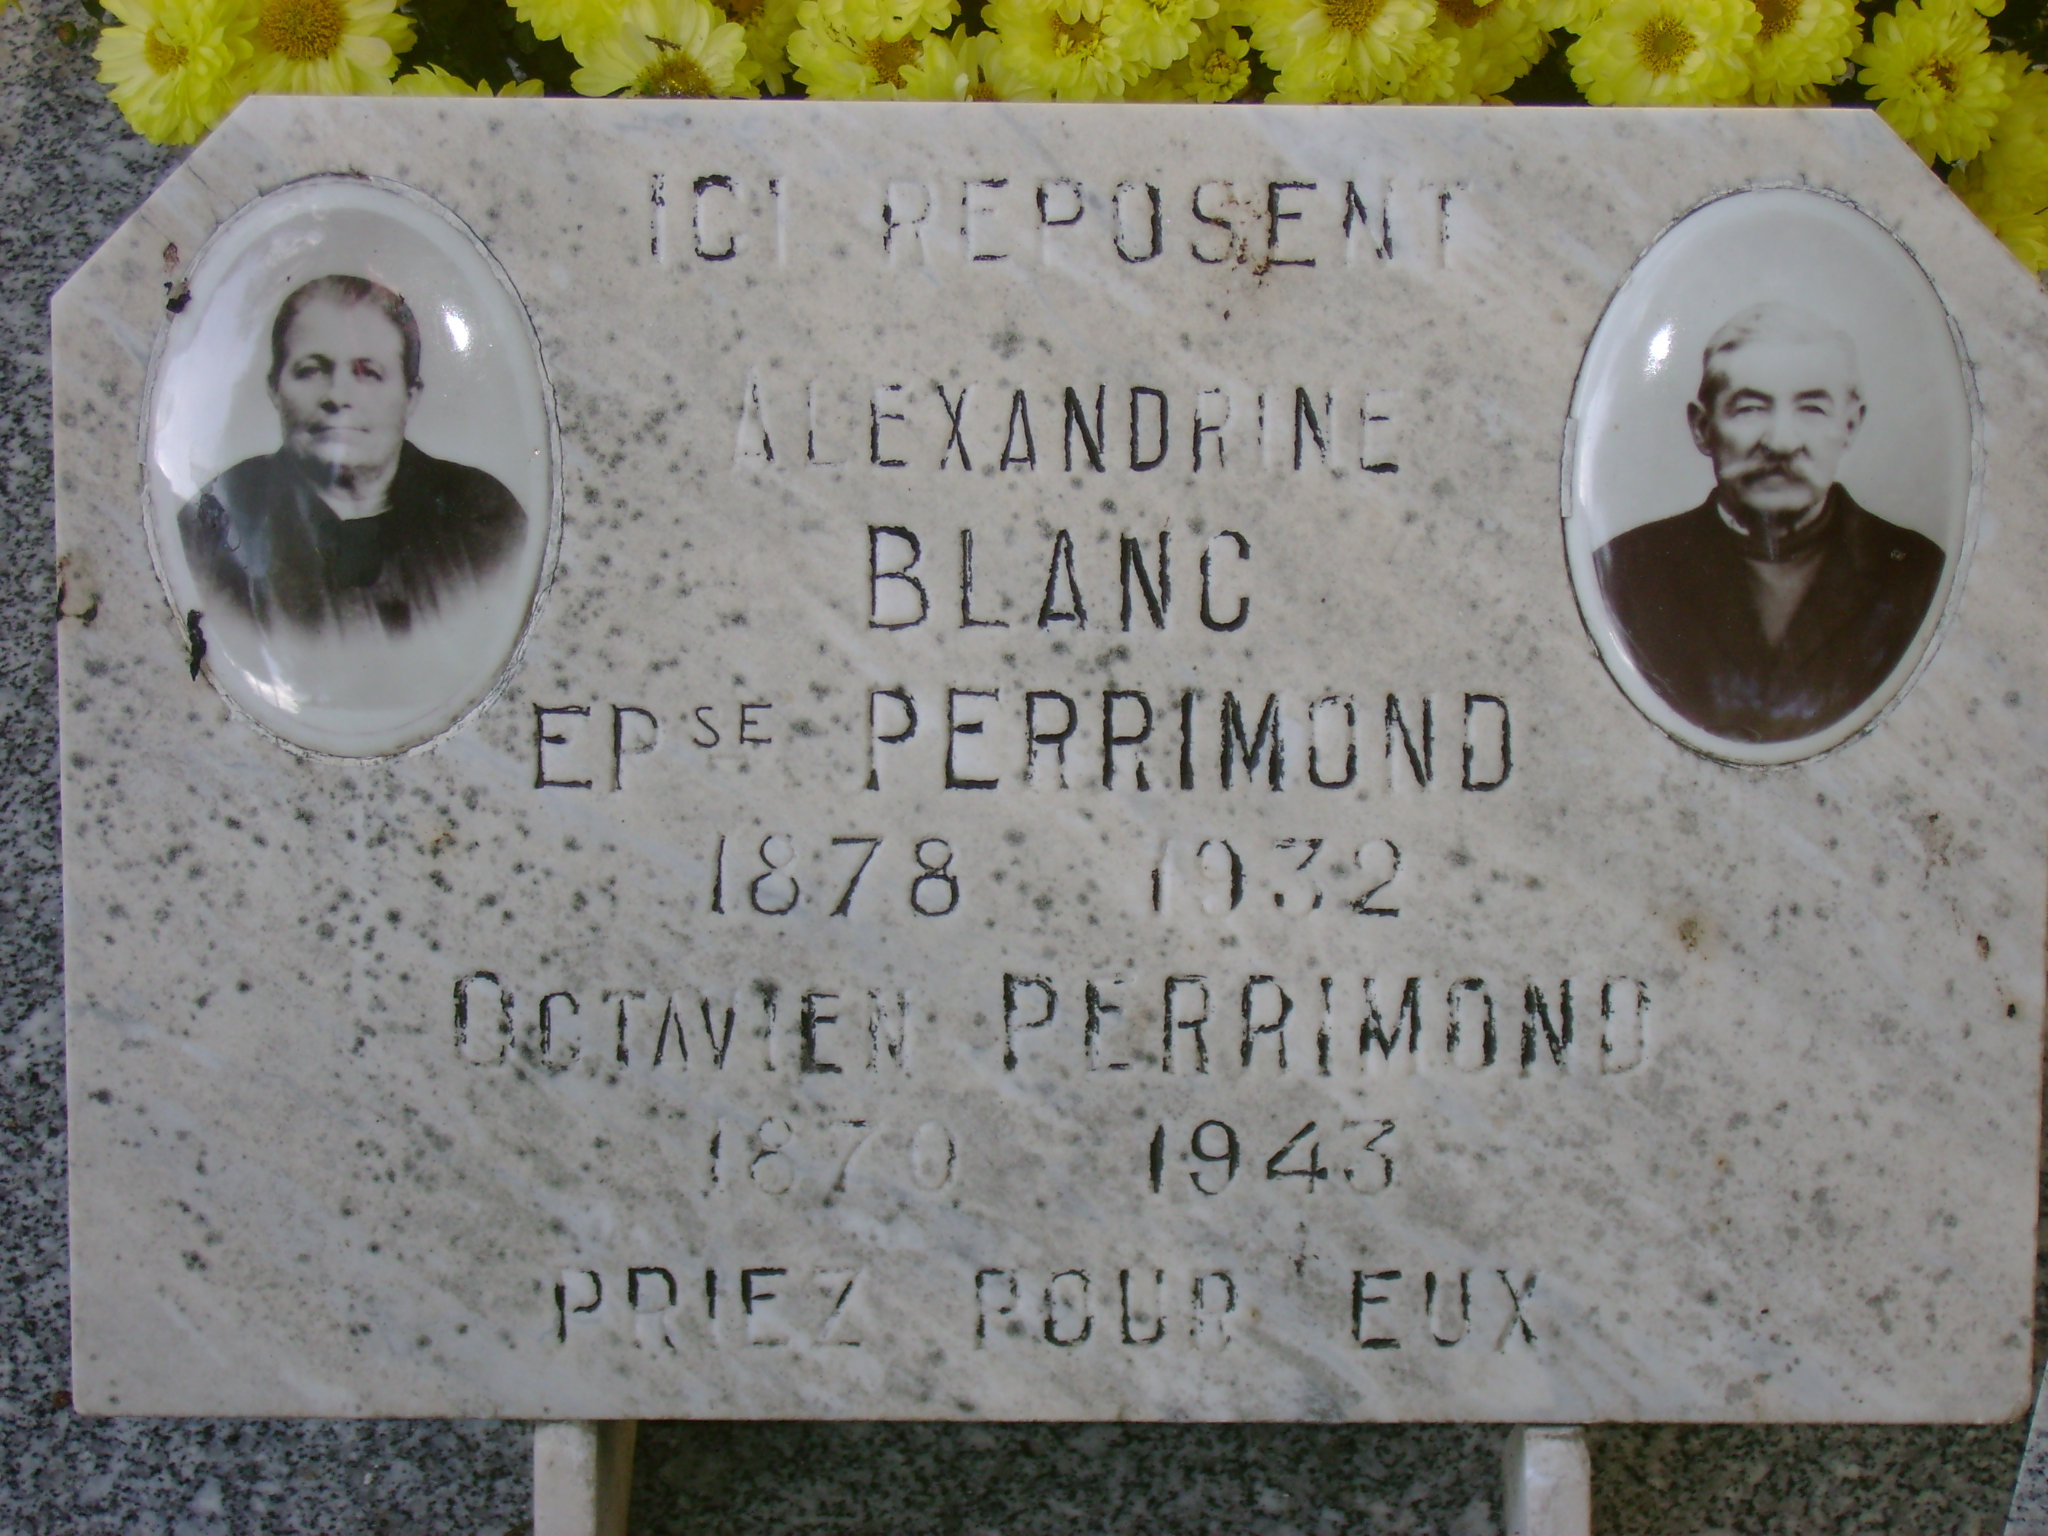 ICI REPOSENT
ALEXANDRINE
BLANC
EPSE PERRIMOND
1878 1932
OCTAVIEN PERRIMOND
1870 1943
PRIEZ POUR EUX